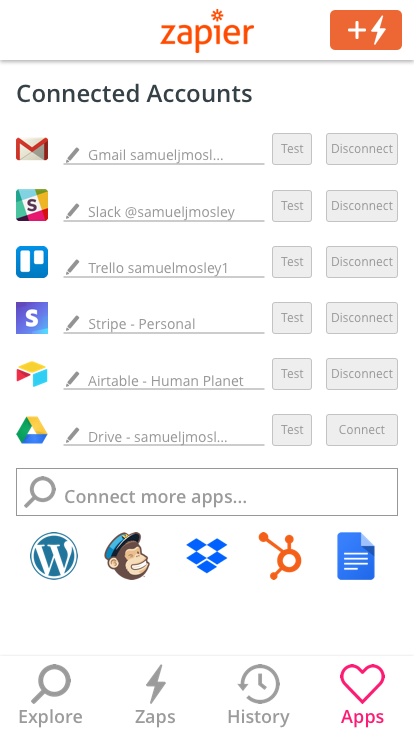 zapier
Connected Accounts
Gmail samueljmosl... Test Disconnect
S Slack @samueljmosley Test Disconnect
Trello samuelmosley1 Test Disconnect
S Stripe - Personal Test Disconnect
Airtable - Human Planet Test Disconnect
Drive - samueljmosl... Test Connect
Connect more apps...
Explore Zaps History Apps